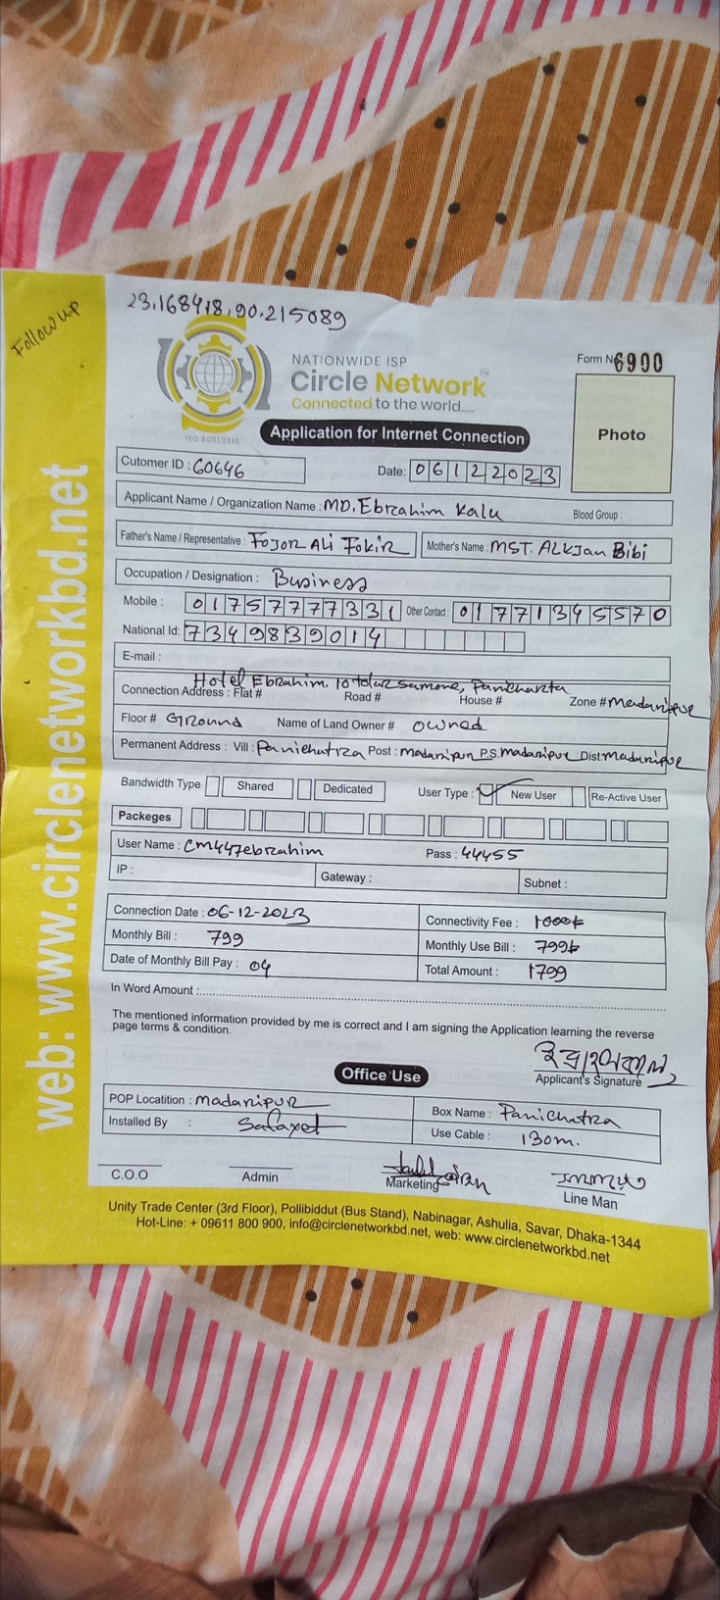 Follow up
23.168418,90.215089
NATIONWIDE ISP
Circle Network
Connected to the world.....
ISO 9001:2015
Form N 6900
Photo
Application for Internet Connection
Cutomer ID : 60646
Date: 06122023
Applicant Name / Organization Name : MD. Ebrahim Kalu Blood Group :
Father's Name / Representative : Fojor Ali Fokir Mother's Name : MST. Alkjan Bibi
Occupation / Designation : Business
Mobile : 01757777331 Other Contact : 01771345570
National Id: 7349839014
E-mail :
Hotel Ebrahim. 10 tolar samone, Panichatra
Connection Address : Flat # Road # House # Zone # Madaripur
Floor # Ground Name of Land Owner # owned
Permanent Address : Vill : Panichatra Post : madaripur P.S. madaripur Dist: Madaripur
Bandwidth Type Shared Dedicated User Type : New User Re-Active User
Packeges
User Name : Cm447ebrahim Pass : 44455
IP : Gateway : Subnet :
Connection Date : 06-12-2023 Connectivity Fee : 1000৳
Monthly Bill : 799 Monthly Use Bill : 799৳
Date of Monthly Bill Pay : 04 Total Amount : 1799
In Word Amount :
The mentioned information provided by me is correct and I am signing the Application learning the reverse
page terms & condition.
Applicant's Signature
Office Use
POP Locatition : Madaripur Box Name : Panichatra
Installed By : Safaxet Use Cable : 130m.
C.O.O Admin Marketing Line Man
Unity Trade Center (3rd Floor), Pollibiddut (Bus Stand), Nabinagar, Ashulia, Savar, Dhaka-1344
Hot-Line: + 09611 800 900, info@circlenetworkbd.net, web: www.circlenetworkbd.net
web: www.circlenetworkbd.net